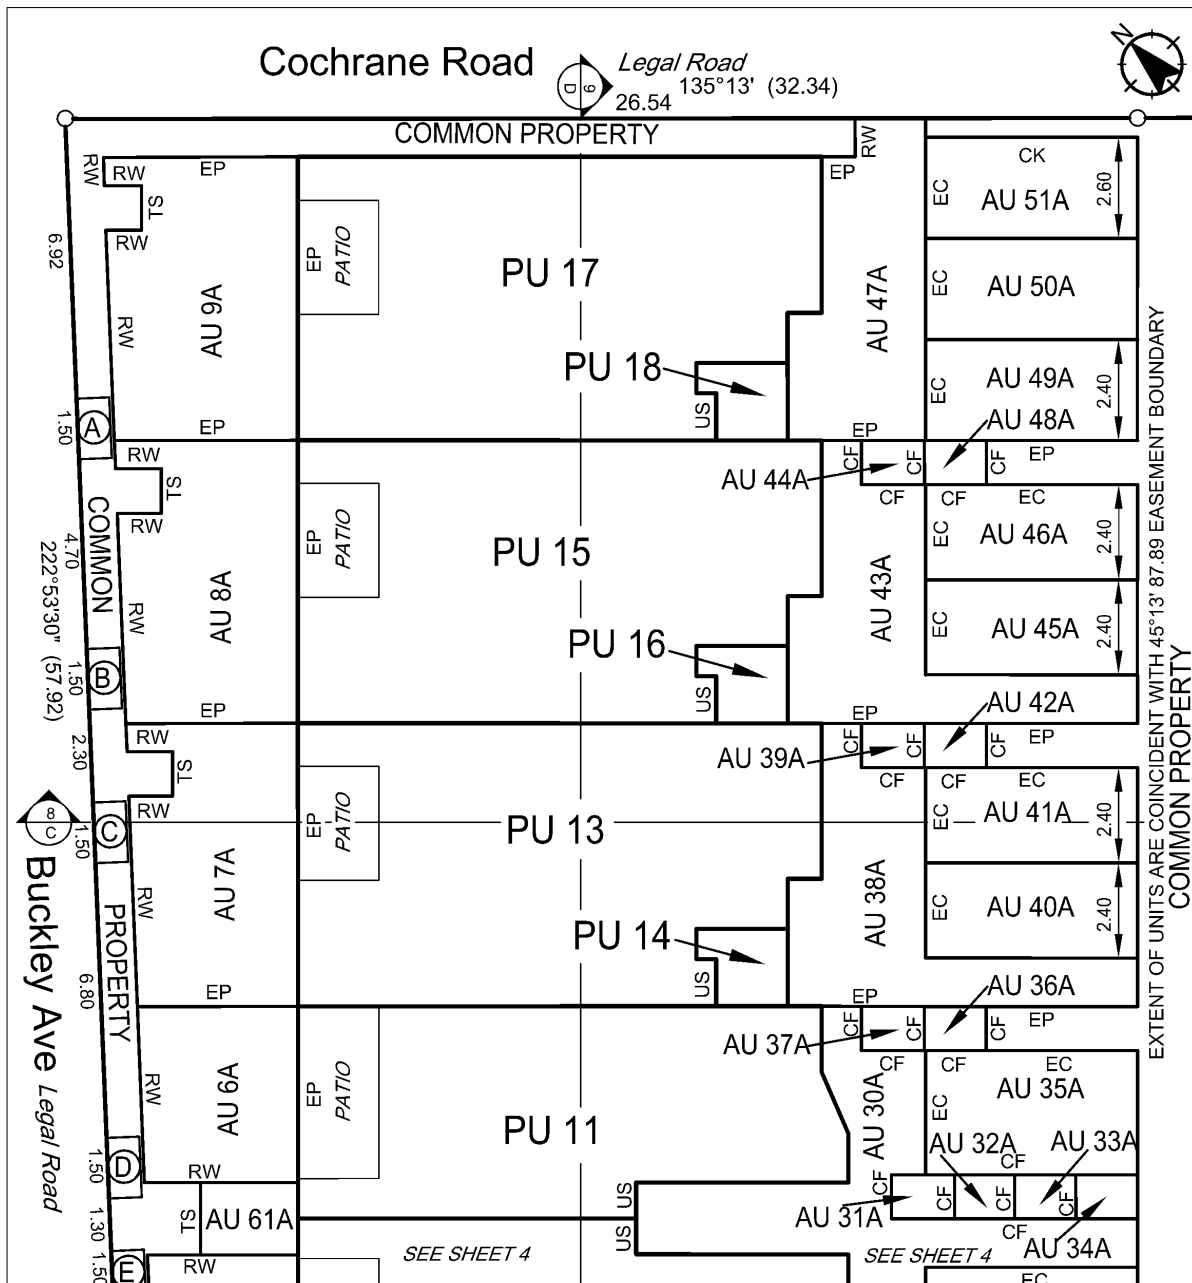 Cochrane Road
Legal Road
135°13' (32.34)
26.54
9
D
N
COMMON PROPERTY
RW
RW
RW
EP
EP
CK
EC
AU 51A
2.60
TS
RW
6.92
EP
PATIO
PU 17
AU 9A
RW
AU 47A
EC
AU 50A
PU 18
US
EC
AU 49A
2.40
AU 48A
A
1.50
EP
EP
RW
TS
RW
CF
CF
CF
EP
AU 44A
CF
CF
EC
COMMON
4.70
222°53'30" (57.92)
EP
PATIO
PU 15
EC
AU 46A
2.40
AU 8A
RW
AU 43A
EC
AU 45A
2.40
PU 16
US
B
1.50
EP
EP
AU 42A
RW
2.30
TS
RW
CF
CF
CF
EP
AU 39A
CF
CF
EC
8
C
C
1.50
EP
PATIO
PU 13
EC
AU 41A
2.40
AU 7A
RW
AU 38A
EC
AU 40A
2.40
PU 14
US
EXTENT OF UNITS ARE COINCIDENT WITH 45°13' 87.89 EASEMENT BOUNDARY
COMMON PROPERTY
Buckley Ave
Legal Road
PROPERTY
6.80
EP
EP
AU 36A
CF
CF
CF
EP
AU 37A
CF
CF
EC
AU 6A
RW
EP
PATIO
PU 11
AU 30A
EC
AU 35A
AU 32A
AU 33A
CF
D
1.50
RW
TS
AU 61A
US
US
CF
CF
CF
CF
AU 31A
CF
AU 34A
1.30
1.50
E
RW
SEE SHEET 4
SEE SHEET 4
EC